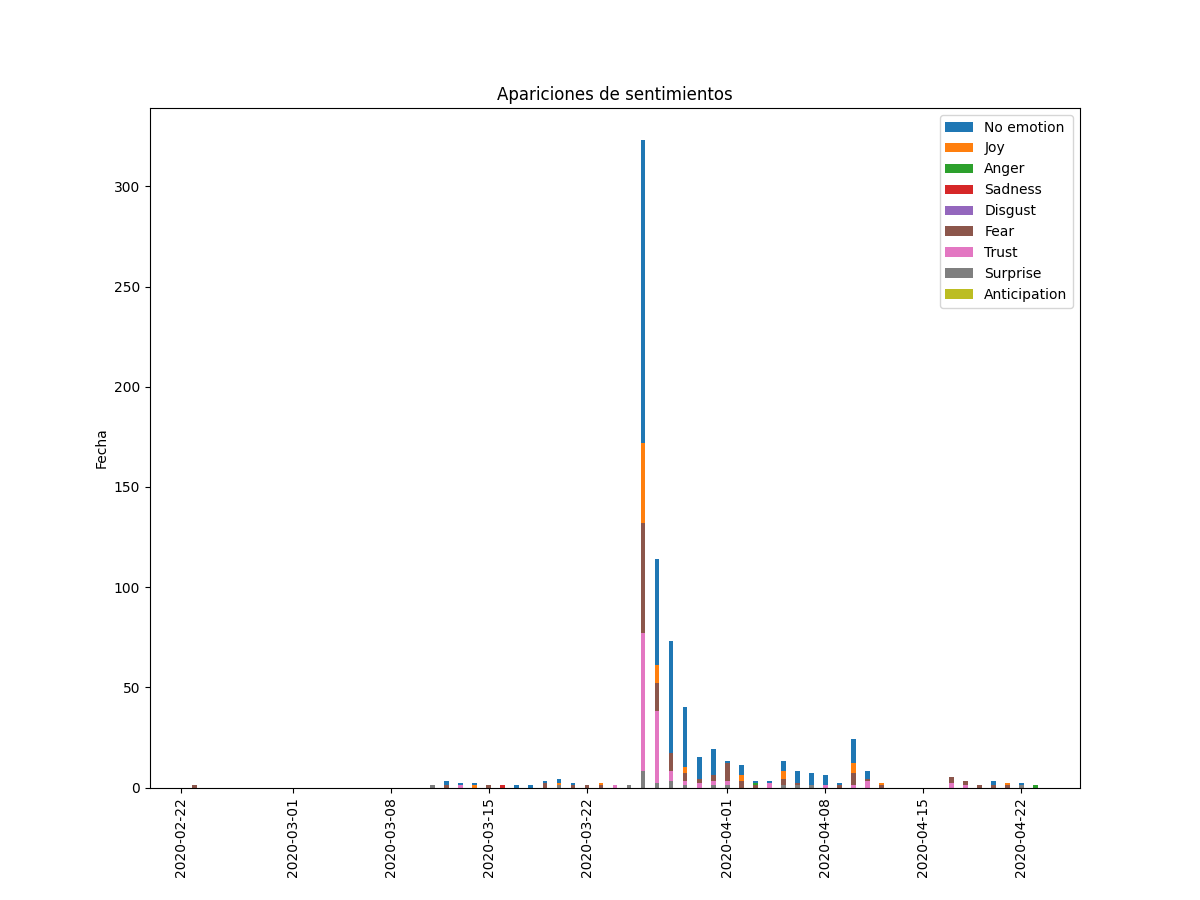 Apariciones de sentimientos
No emotion
Joy
Anger
Sadness
Disgust
Fear
Trust
Surprise
Anticipation
Fecha
300
250
200
150
100
50
0
2020-02-22
2020-03-01
2020-03-08
2020-03-15
2020-03-22
2020-04-01
2020-04-08
2020-04-15
2020-04-22